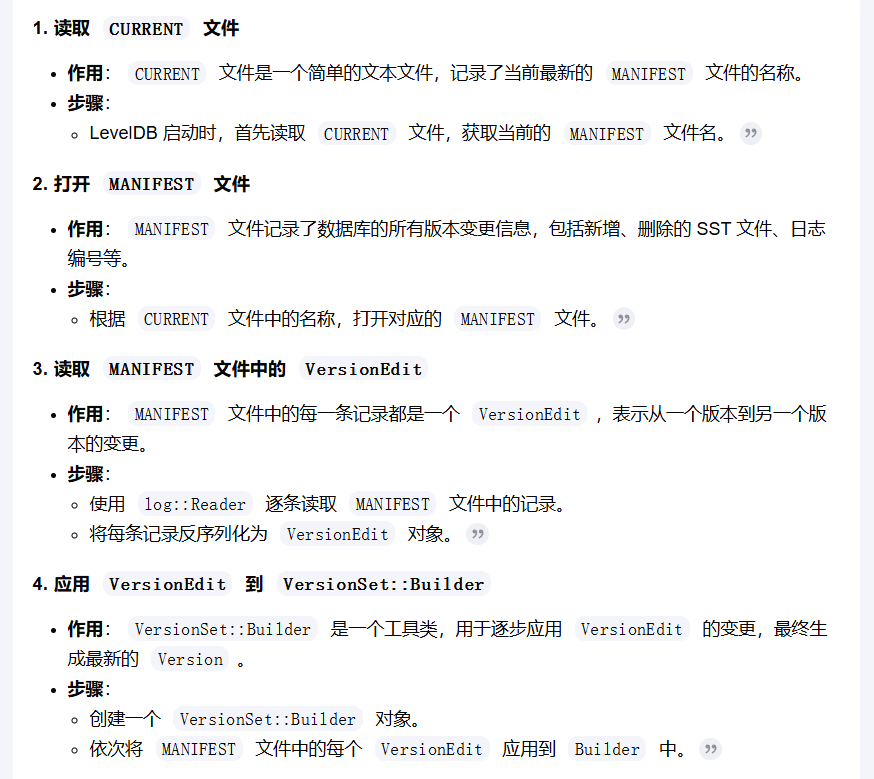 1. 读取 CURRENT 文件
• 作用： CURRENT 文件是一个简单的文本文件，记录了当前最新的 MANIFEST 文件的名称。
• 步骤：
◦ LevelDB 启动时，首先读取 CURRENT 文件，获取当前的 MANIFEST 文件名。 ”
2. 打开 MANIFEST 文件
• 作用： MANIFEST 文件记录了数据库的所有版本变更信息，包括新增、删除的 SST 文件、日志
编号等。
• 步骤：
◦ 根据 CURRENT 文件中的名称，打开对应的 MANIFEST 文件。 ”
3. 读取 MANIFEST 文件中的 VersionEdit
• 作用： MANIFEST 文件中的每一条记录都是一个 VersionEdit ，表示从一个版本到另一个版
本的变更。
• 步骤：
◦ 使用 log::Reader 逐条读取 MANIFEST 文件中的记录。
◦ 将每条记录反序列化为 VersionEdit 对象。 ”
4. 应用 VersionEdit 到 VersionSet::Builder
• 作用： VersionSet::Builder 是一个工具类，用于逐步应用 VersionEdit 的变更，最终生
成最新的 Version 。
• 步骤：
◦ 创建一个 VersionSet::Builder 对象。
◦ 依次将 MANIFEST 文件中的每个 VersionEdit 应用到 Builder 中。 ”